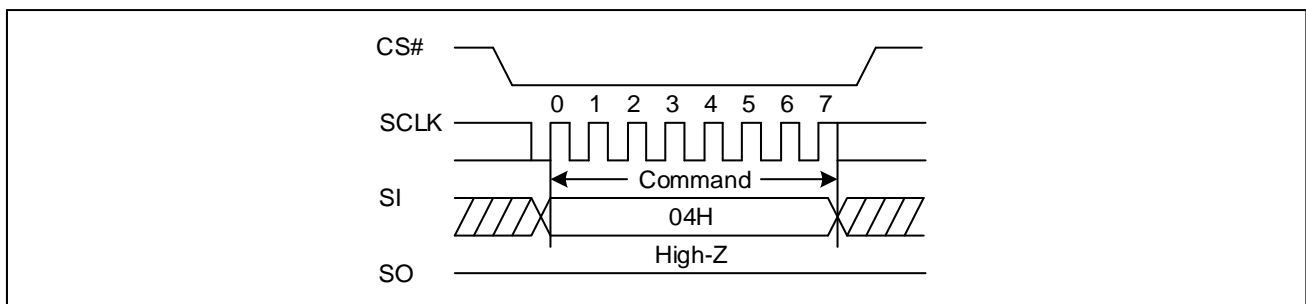 CS#
0 1 2 3 4 5 6 7
SCLK
Command
SI
04H
High-Z
SO